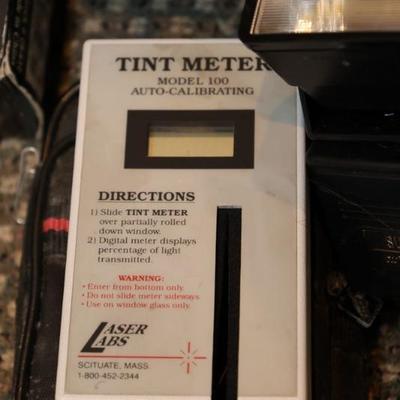 TINT METER
MODEL 100
AUTO-CALIBRATING
DIRECTIONS
1) Slide TINT METER
over partially rolled
down window.
2) Digital meter displays
percentage of light
transmitted.
WARNING:
• Enter from bottom only.
• Do not slide meter sideways
• Use on window glass only.
LASER
LABS
SCITUATE, MASS.
1-800-452-2344